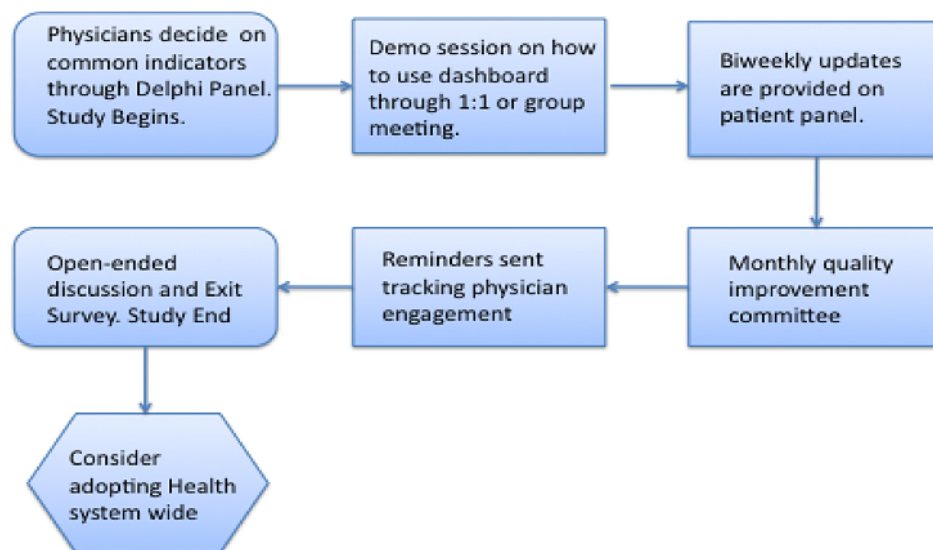 Physicians decide on
common indicators
through Delphi Panel.
Study Begins.
Demo session on how
to use dashboard
through 1:1 or group
meeting.
Biweekly updates
are provided on
patient panel.
Monthly quality
improvement
committee
Reminders sent
tracking physician
engagement
Open-ended
discussion and Exit
Survey. Study End
Consider
adopting Health
system wide